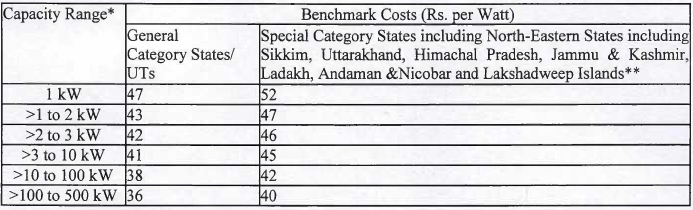 Capacity Range* Benchmark Costs (Rs. per Watt)
General Category States/ UTs
Special Category States including North-Eastern States including
Sikkim, Uttarakhand, Himachal Pradesh, Jammu & Kashmir,
Ladakh, Andaman &Nicobar and Lakshadweep Islands**
1 kW 47 52
>1 to 2 kW 43 47
>2 to 3 kW 42 46
>3 to 10 kW 41 45
>10 to 100 kW 38 42
>100 to 500 kW 36 40